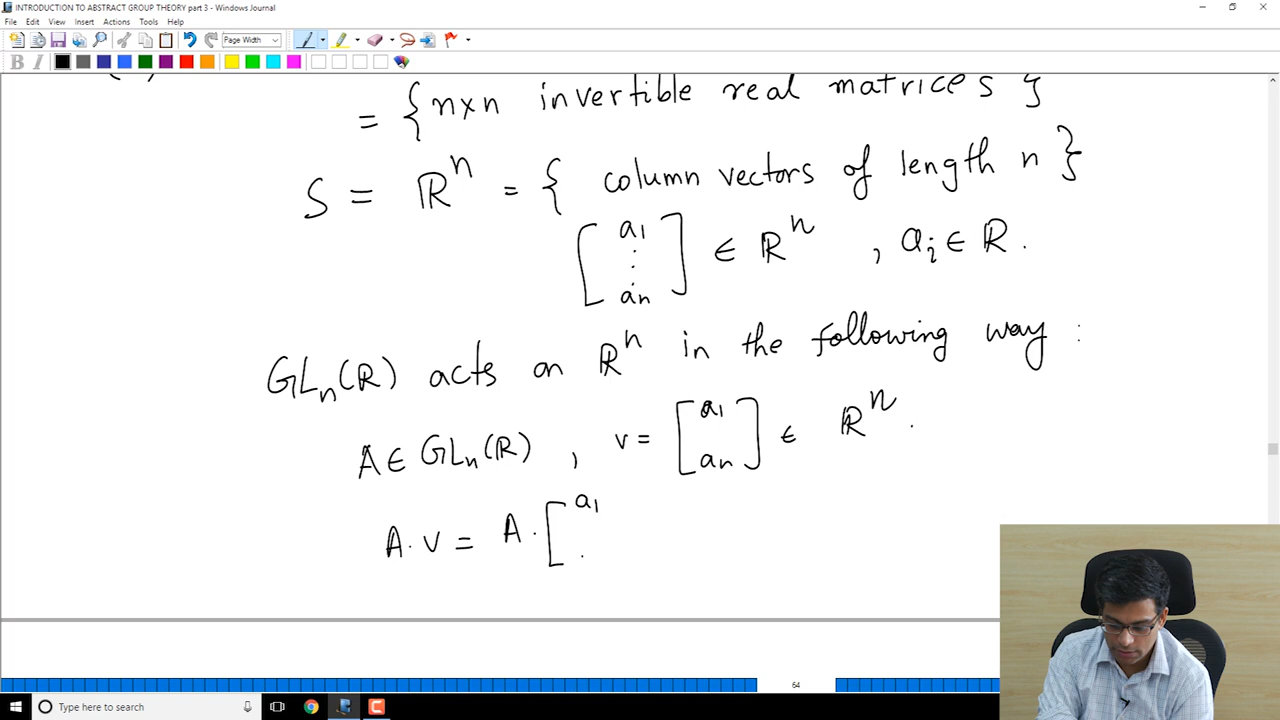 INTRODUCTION TO ABSTRACT GROUP THEORY part 3 - Windows Journal
File Edit View Insert Actions Tools Help
Page Width
B I
= { n×n invertible real matrices }
S = ℝⁿ = { column vectors of length n }
[ a₁ ⋮ aₙ ] ∈ ℝⁿ , aᵢ ∈ ℝ.
GLₙ(ℝ) acts on ℝⁿ in the following way :
A ∈ GLₙ(ℝ) , v = [ a₁ aₙ ] ∈ ℝⁿ.
A · v = A · [ a₁ .
64
Type here to search